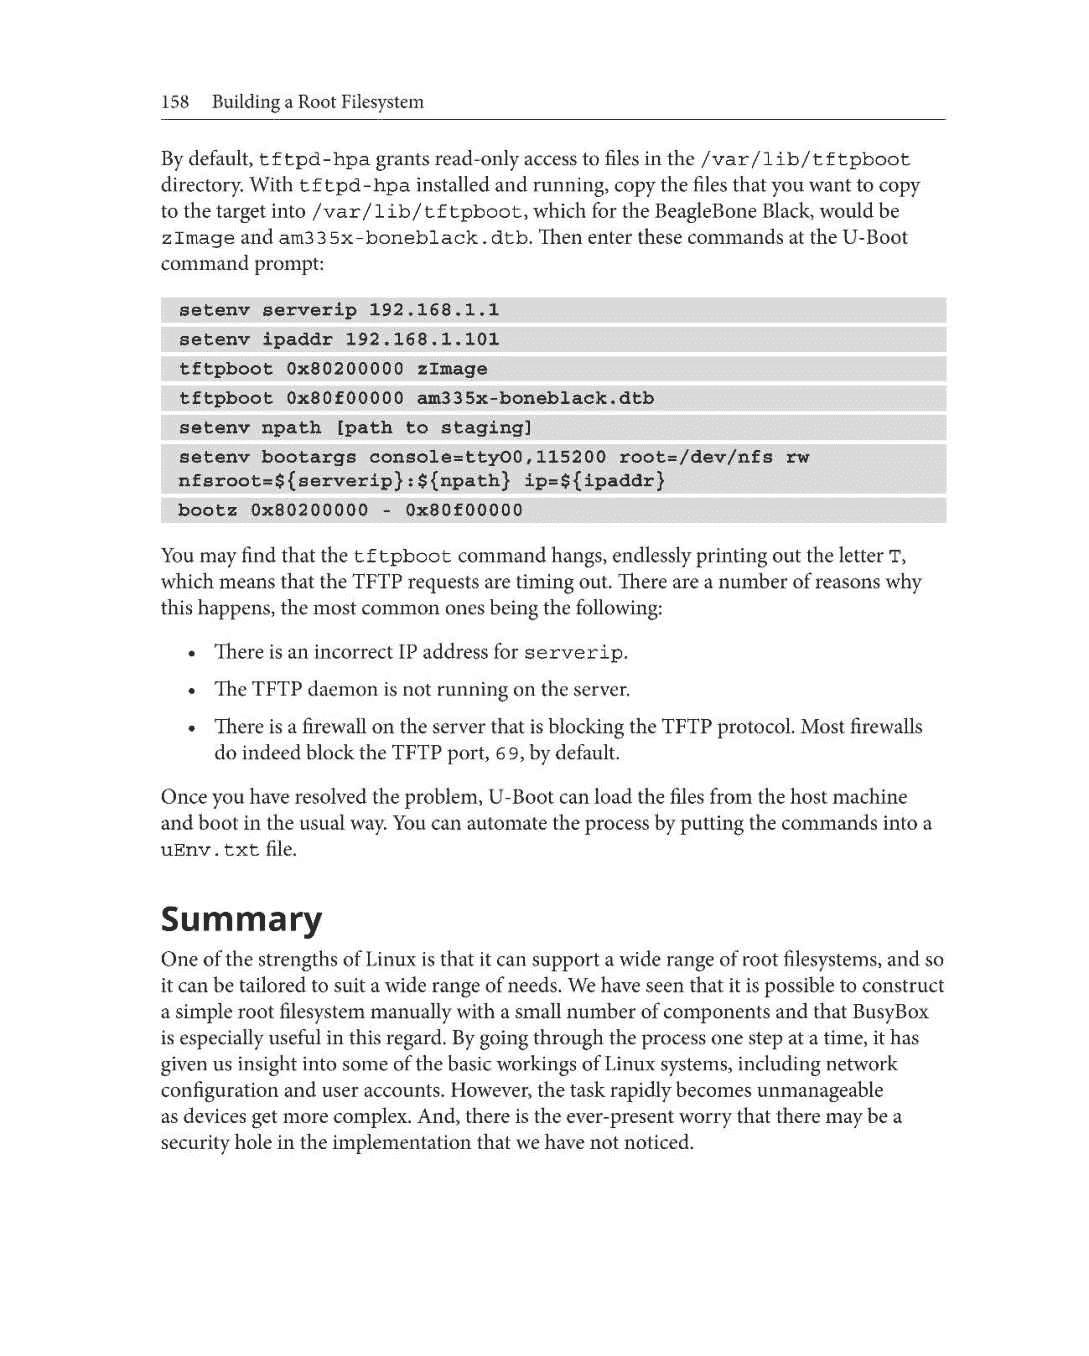 158 Building a Root Filesystem
By default, tftpd-hpa grants read-only access to files in the /var/lib/tftpboot
directory. With tftpd-hpa installed and running, copy the files that you want to copy
to the target into /var/lib/tftpboot, which for the BeagleBone Black, would be
zImage and am335x-boneblack.dtb. Then enter these commands at the U-Boot
command prompt:
setenv serverip 192.168.1.1
setenv ipaddr 192.168.1.101
tftpboot 0x80200000 zImage
tftpboot 0x80f00000 am335x-boneblack.dtb
setenv npath [path to staging]
setenv bootargs console=ttyO0,115200 root=/dev/nfs rw
nfsroot=${serverip}:${npath} ip=${ipaddr}
bootz 0x80200000 - 0x80f00000
You may find that the tftpboot command hangs, endlessly printing out the letter T,
which means that the TFTP requests are timing out. There are a number of reasons why
this happens, the most common ones being the following:
• There is an incorrect IP address for serverip.
• The TFTP daemon is not running on the server.
• There is a firewall on the server that is blocking the TFTP protocol. Most firewalls
do indeed block the TFTP port, 69, by default.
Once you have resolved the problem, U-Boot can load the files from the host machine
and boot in the usual way. You can automate the process by putting the commands into a
uEnv.txt file.
Summary
One of the strengths of Linux is that it can support a wide range of root filesystems, and so
it can be tailored to suit a wide range of needs. We have seen that it is possible to construct
a simple root filesystem manually with a small number of components and that BusyBox
is especially useful in this regard. By going through the process one step at a time, it has
given us insight into some of the basic workings of Linux systems, including network
configuration and user accounts. However, the task rapidly becomes unmanageable
as devices get more complex. And, there is the ever-present worry that there may be a
security hole in the implementation that we have not noticed.